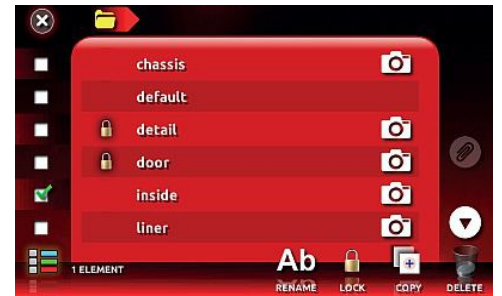 chassis
default
detail
door
inside
liner
1 ELEMENT
Ab
RENAME LOCK COPY DELETE